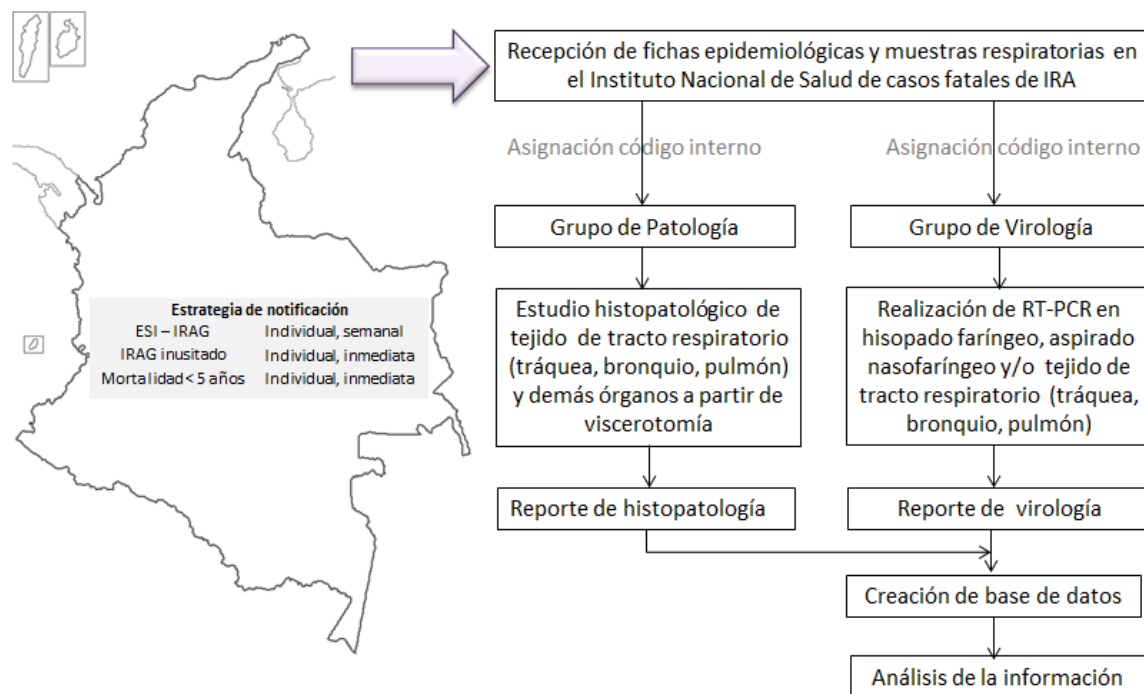 Recepción de fichas epidemiológicas y muestras respiratorias en
el Instituto Nacional de Salud de casos fatales de IRA
Asignación código interno
Asignación código interno
Grupo de Patología
Grupo de Virología
Estrategia de notificación
ESI – IRAG Individual, semanal
IRAG inusitado Individual, inmediata
Mortalidad < 5 años Individual, inmediata
Estudio histopatológico de
tejido de tracto respiratorio
(tráquea, bronquio, pulmón)
y demás órganos a partir de
viscerotomía
Realización de RT-PCR en
hisopado faríngeo, aspirado
nasofaríngeo y/o tejido de
tracto respiratorio (tráquea,
bronquio, pulmón)
Reporte de histopatología
Reporte de virología
Creación de base de datos
Análisis de la información